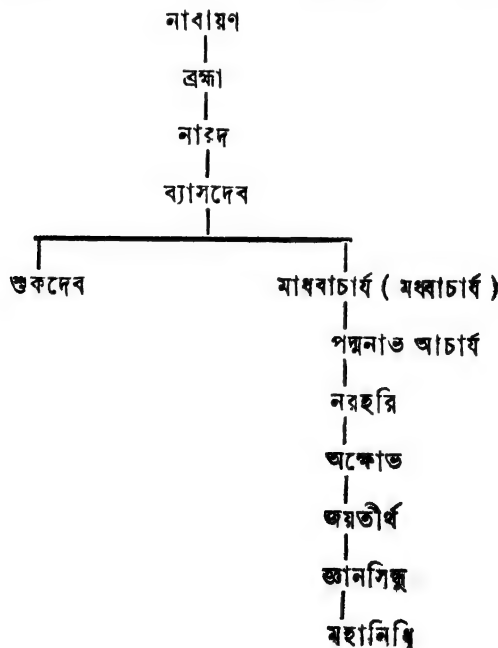 নাবায়ণ
ব্রহ্মা
নারদ
ব্যাসদেব
শুকদেব মাধবাচার্য ( মধ্বাচার্য )
পদ্মনাভ আচার্য
নরহরি
অক্ষোভ
জয়তীর্থ
জ্ঞানসিন্ধু
মহানিধি